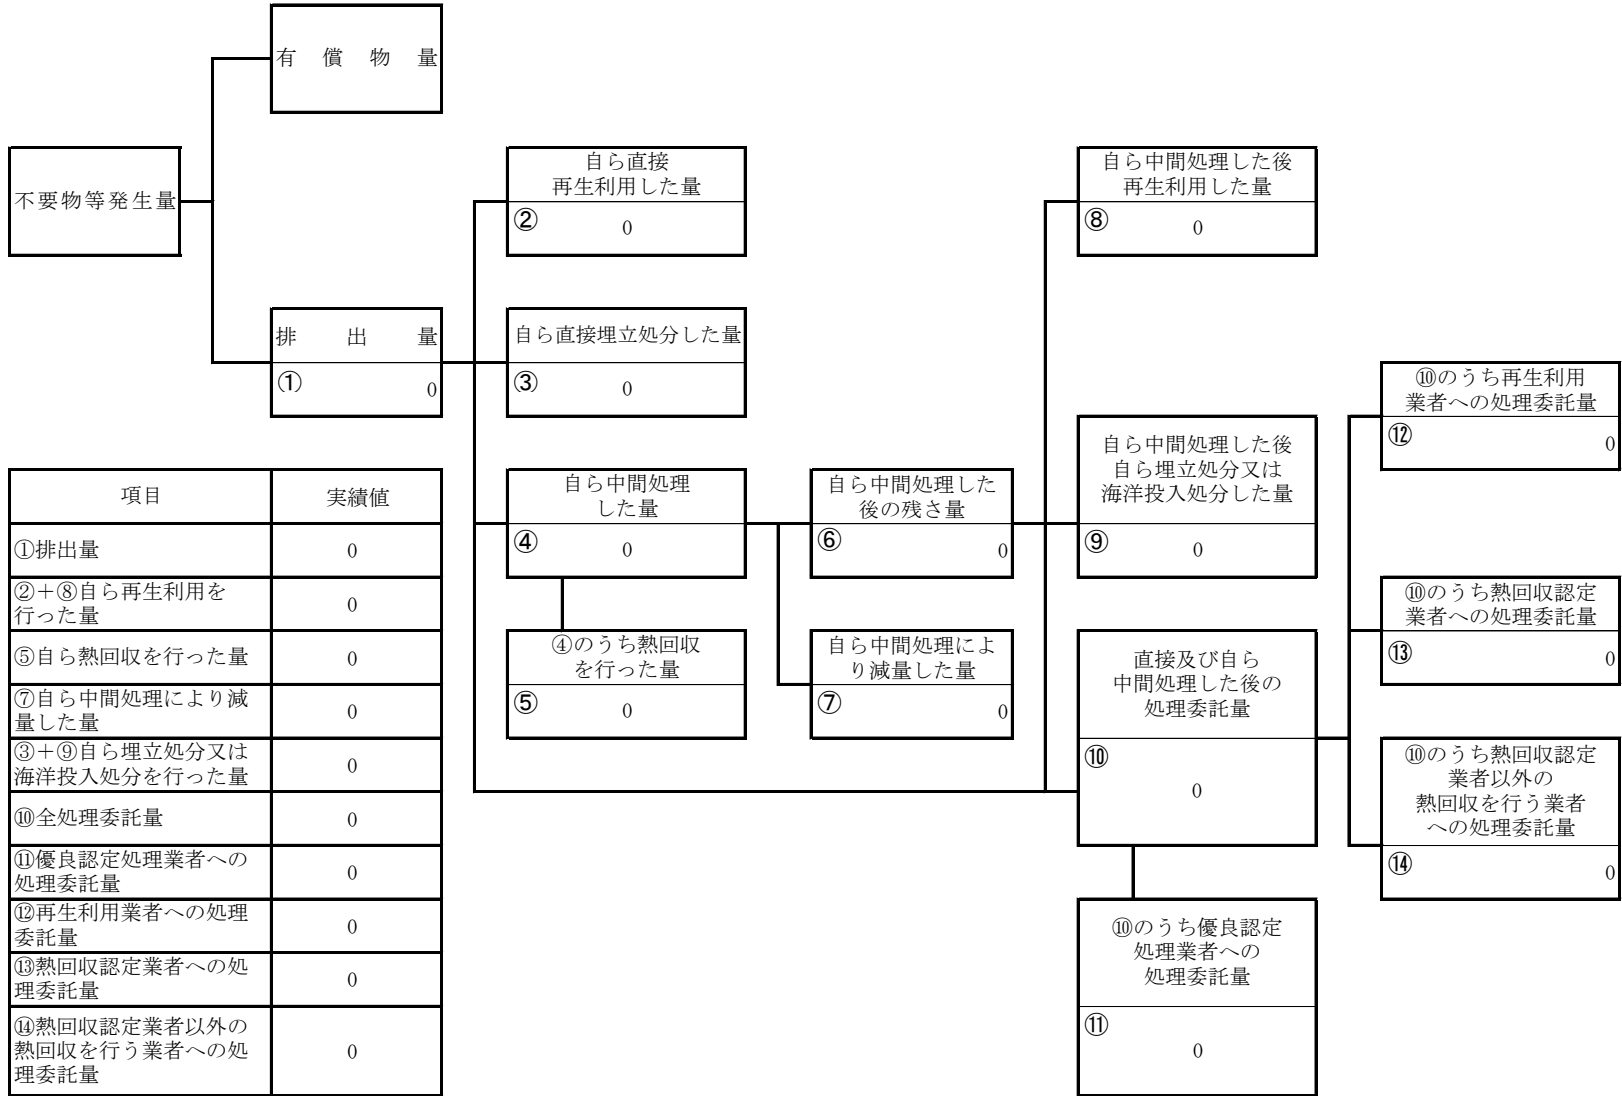 有償物量
不要物等発生量
排出量
①
0
自ら直接
再生利用した量
②
0
自ら直接埋立処分した量
③
0
自ら中間処理
した量
④
0
④のうち熱回収
を行った量
⑤
0
自ら中間処理した
後の残さ量
⑥
0
自ら中間処理によ
り減量した量
⑦
0
自ら中間処理した後
再生利用した量
⑧
0
自ら中間処理した後
自ら埋立処分又は
海洋投入処分した量
⑨
0
直接及び自ら
中間処理した後の
処理委託量
⑩
0
⑩のうち優良認定
処理業者への
処理委託量
⑪
0
⑩のうち再生利用
業者への処理委託量
⑫
0
⑩のうち熱回収認定
業者への処理委託量
⑬
0
⑩のうち熱回収認定
業者以外の
熱回収を行う業者
への処理委託量
⑭
0
項目 実績値
①排出量 0
②＋⑧自ら再生利用を
行った量 0
⑤自ら熱回収を行った量 0
⑦自ら中間処理により減
量した量 0
③＋⑨自ら埋立処分又は
海洋投入処分を行った量 0
⑩全処理委託量 0
⑪優良認定処理業者への
処理委託量 0
⑫再生利用業者への処理
委託量 0
⑬熱回収認定業者への処
理委託量 0
⑭熱回収認定業者以外の
熱回収を行う業者への処 0
理委託量